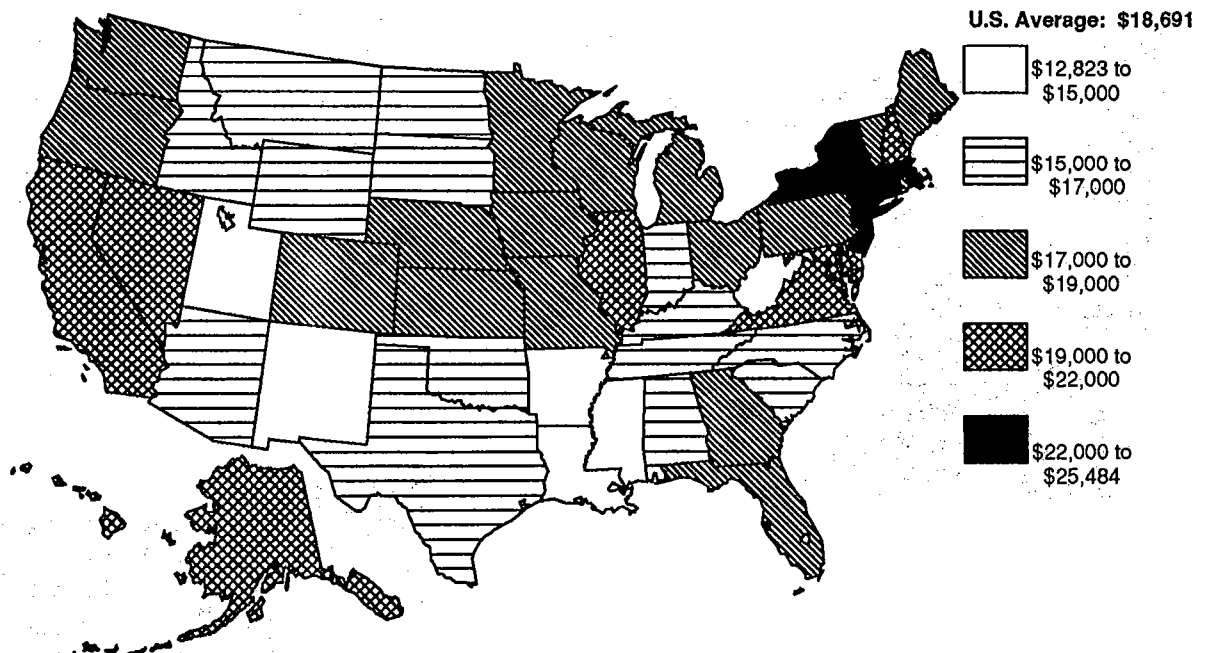 U.S. Average: $18,691
$12,823 to
$15,000
$15,000 to
$17,000
$17,000 to
$19,000
$19,000 to
$22,000
$22,000 to
$25,484